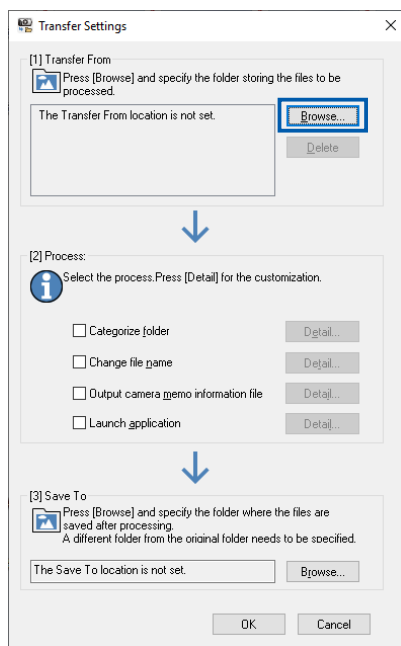 Transfer Settings
[1] Transfer From
Press [Browse] and specify the folder storing the files to be
processed.
The Transfer From location is not set.
Browse...
Delete
[2] Process:
Select the process.Press [Detail] for the customization.
Categorize folder
Detail...
Change file name
Detail...
Output camera memo information file
Detail...
Launch application
Detail...
[3] Save To
Press [Browse] and specify the folder where the files are
saved after processing.
A different folder from the original folder needs to be specified.
The Save To location is not set.
Browse...
OK
Cancel